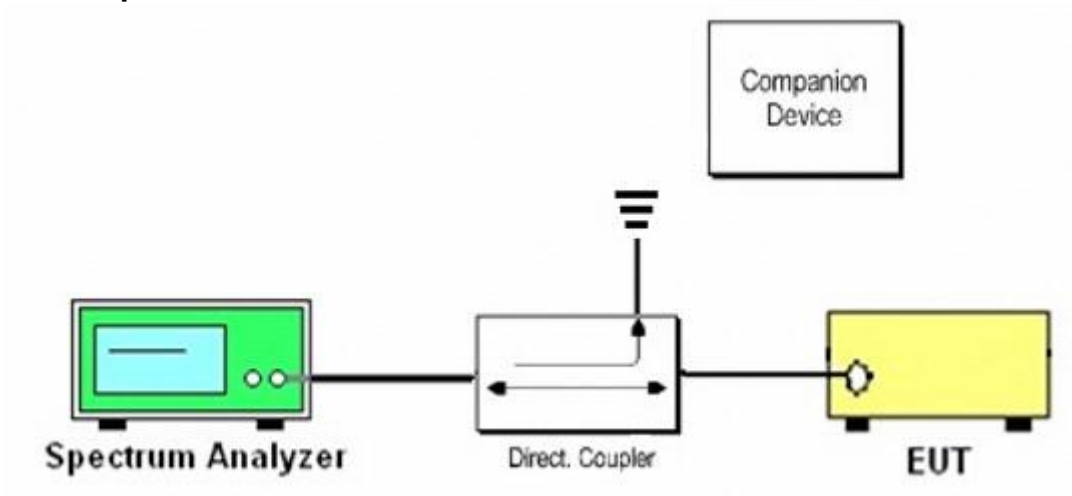 Companion
Device
Spectrum Analyzer
Direct. Coupler
EUT